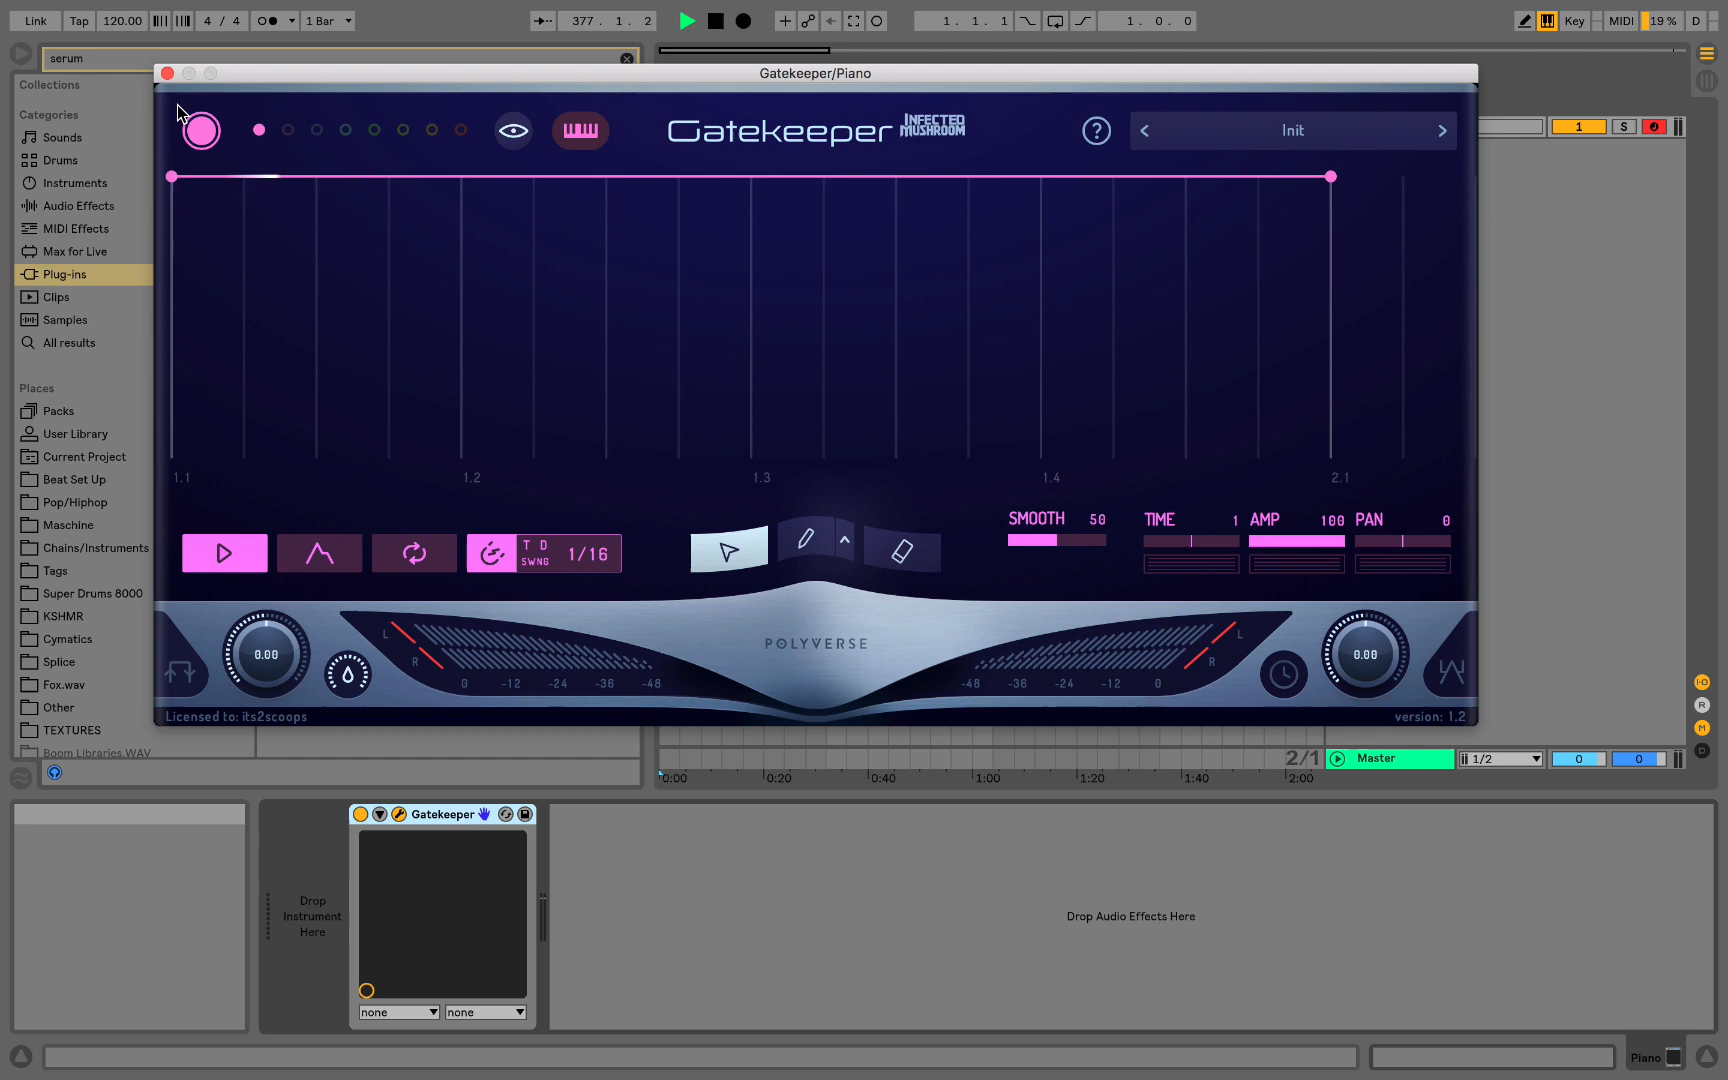 Link Tap 120.00 4 / 4 1 Bar 377 . 1 . 2 1 . 1 . 1 1 . 0 . 0 Key MIDI 19 % D
serum
Gatekeeper/Piano
Collections
Categories
Sounds
Drums
Instruments
Audio Effects
MIDI Effects
Max for Live
Plug-ins
Clips
Samples
All results
Places
Packs
User Library
Current Project
Beat Set Up
Pop/Hiphop
Maschine
Chains/Instruments
Tags
Super Drums 8000
KSHMR
Cymatics
Splice
Fox.wav
Other
TEXTURES
Boom Libraries.WAV
Gatekeeper INFECTED MUSHROOM
? < Init >
1 S
1.1 1.2 1.3 1.4 2.1
T D
SWNG 1/16
SMOOTH 50 TIME 1 AMP 100 PAN 0
0.00 L R 0 -12 -24 -36 -48
POLYVERSE
-48 -36 -24 -12 0 L R 0.00
Licensed to: its2scoops version: 1.2
I-O
R
M
D
2/1 Master 1/2 0 0
0:00 0:20 0:40 1:00 1:20 1:40 2:00
Gatekeeper
Drop
Instrument
Here
none none
Drop Audio Effects Here
Piano